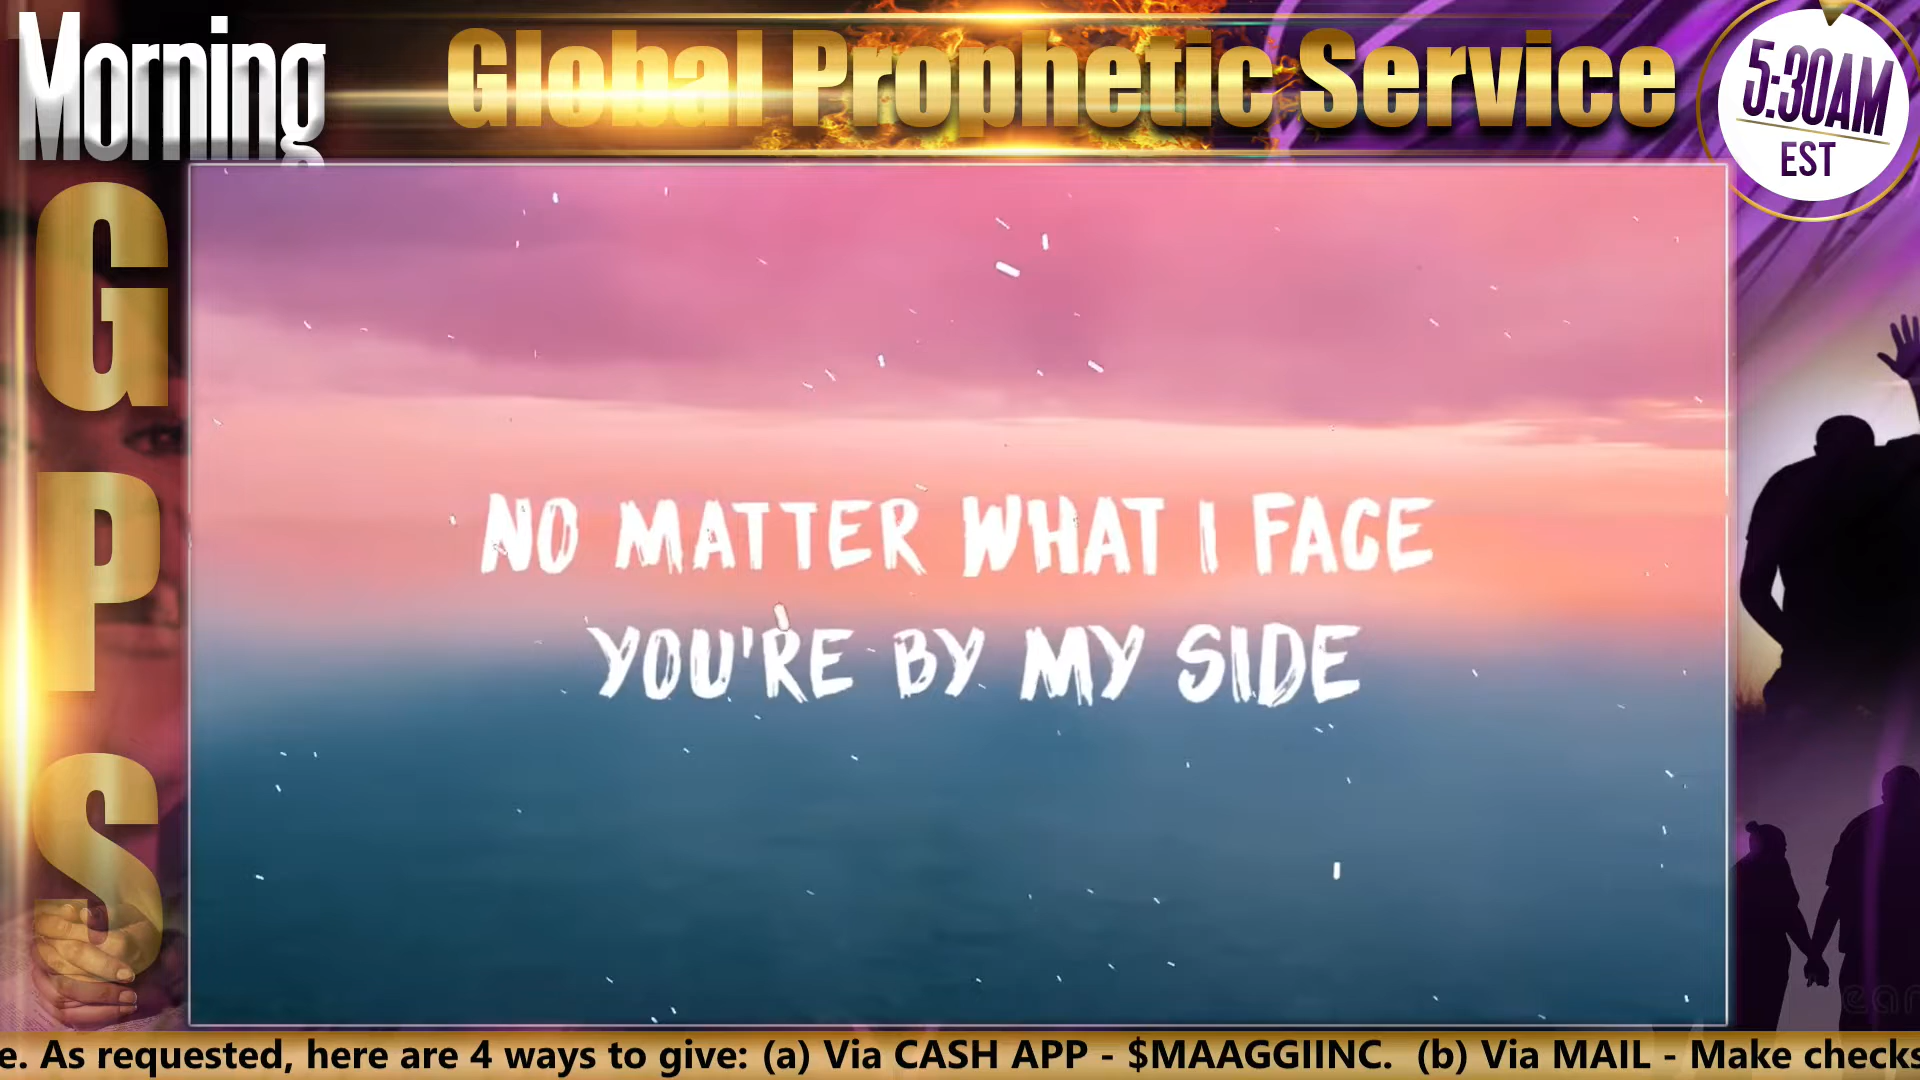 Morning
Global Prophetic Service
5:30AM
EST
G
P
S
NO MATTER WHAT I FACE
YOU'RE BY MY SIDE
e. As requested, here are 4 ways to give: (a) Via CASH APP - $MAAGGIINC. (b) Via MAIL - Make checks